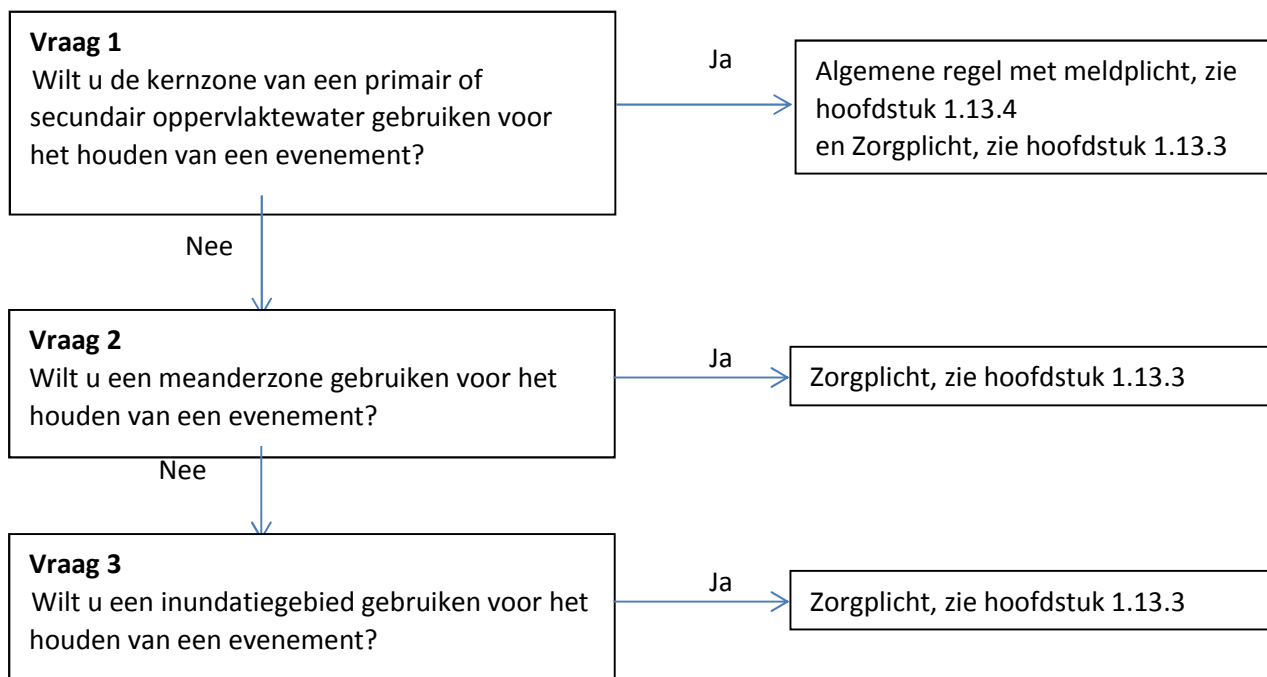 Vraag 1
Wilt u de kernzone van een primair of
secundair oppervlaktewater gebruiken voor
het houden van een evenement?
Ja
Algemene regel met meldplicht, zie
hoofdstuk 1.13.4
en Zorgplicht, zie hoofdstuk 1.13.3
Nee
Vraag 2
Wilt u een meanderzone gebruiken voor het
houden van een evenement?
Ja
Zorgplicht, zie hoofdstuk 1.13.3
Nee
Vraag 3
Wilt u een inundatiegebied gebruiken voor het
houden van een evenement?
Ja
Zorgplicht, zie hoofdstuk 1.13.3